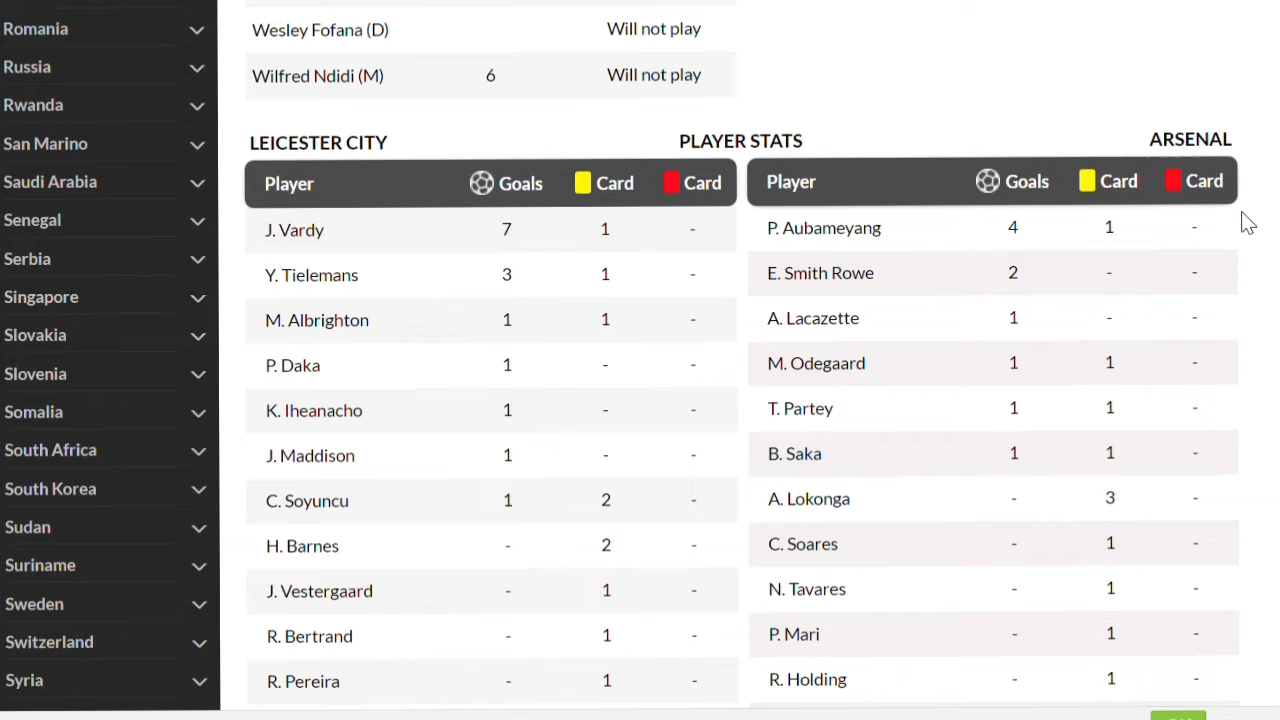 Romania
Russia
Rwanda
San Marino
Saudi Arabia
Senegal
Serbia
Singapore
Slovakia
Slovenia
Somalia
South Africa
South Korea
Sudan
Suriname
Sweden
Switzerland
Syria
Wesley Fofana (D) Will not play
Wilfred Ndidi (M) 6 Will not play
LEICESTER CITY PLAYER STATS ARSENAL
Player Goals Card Card
J. Vardy 7 1 -
Y. Tielemans 3 1 -
M. Albrighton 1 1 -
P. Daka 1 - -
K. Iheanacho 1 - -
J. Maddison 1 - -
C. Soyuncu 1 2 -
H. Barnes - 2 -
J. Vestergaard - 1 -
R. Bertrand - 1 -
R. Pereira - 1 -
Player Goals Card Card
P. Aubameyang 4 1 -
E. Smith Rowe 2 - -
A. Lacazette 1 - -
M. Odegaard 1 1 -
T. Partey 1 1 -
B. Saka 1 1 -
A. Lokonga - 3 -
C. Soares - 1 -
N. Tavares - 1 -
P. Mari - 1 -
R. Holding - 1 -